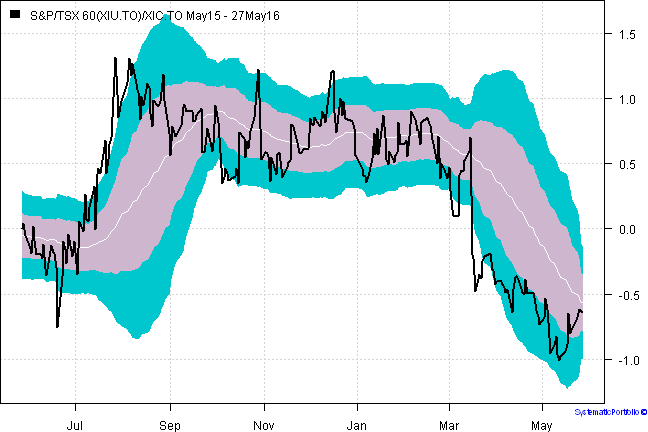 S&P/TSX 60(XIU.TO)/XIC.TO May15 - 27May16
1.5
1.0
0.5
0.0
-0.5
-1.0
Jul Sep Nov Jan Mar May
SystematicPortfolio ©